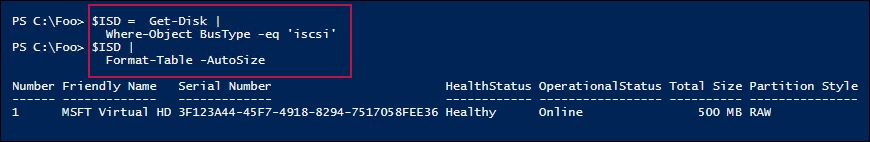 PS C:\Foo> $ISD =  Get-Disk |
Where-Object BusType -eq 'iscsi'
PS C:\Foo> $ISD |
Format-Table -AutoSize
Number Friendly Name   Serial Number                        HealthStatus OperationalStatus Total Size Partition Style
------ -------------   -------------                        ------------ ----------------- ---------- ---------------
1      MSFT Virtual HD 3F123A44-45F7-4918-8294-7517058FEE36 Healthy      Online                500 MB RAW